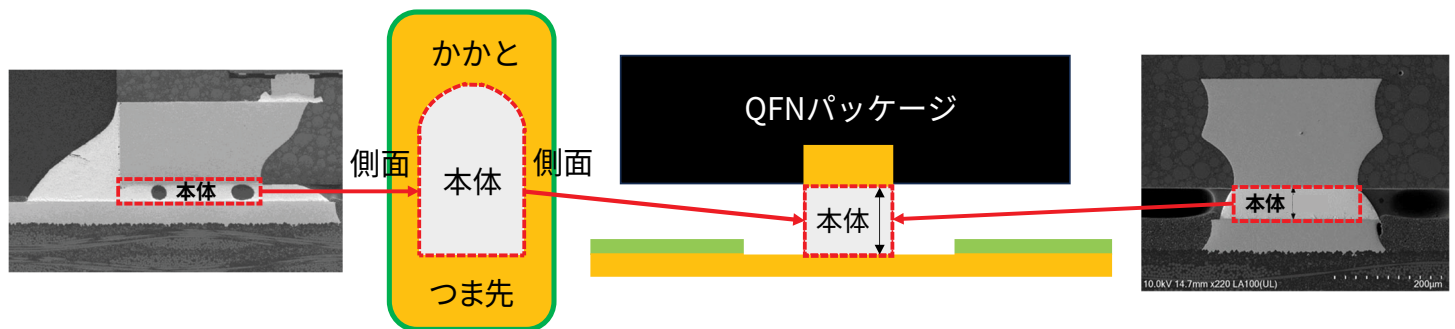 本体
側面
かかと
本体
つま先
側面
QFNパッケージ
本体
本体
10.0kV 14.7mm x220 LA100(UL)
200μm